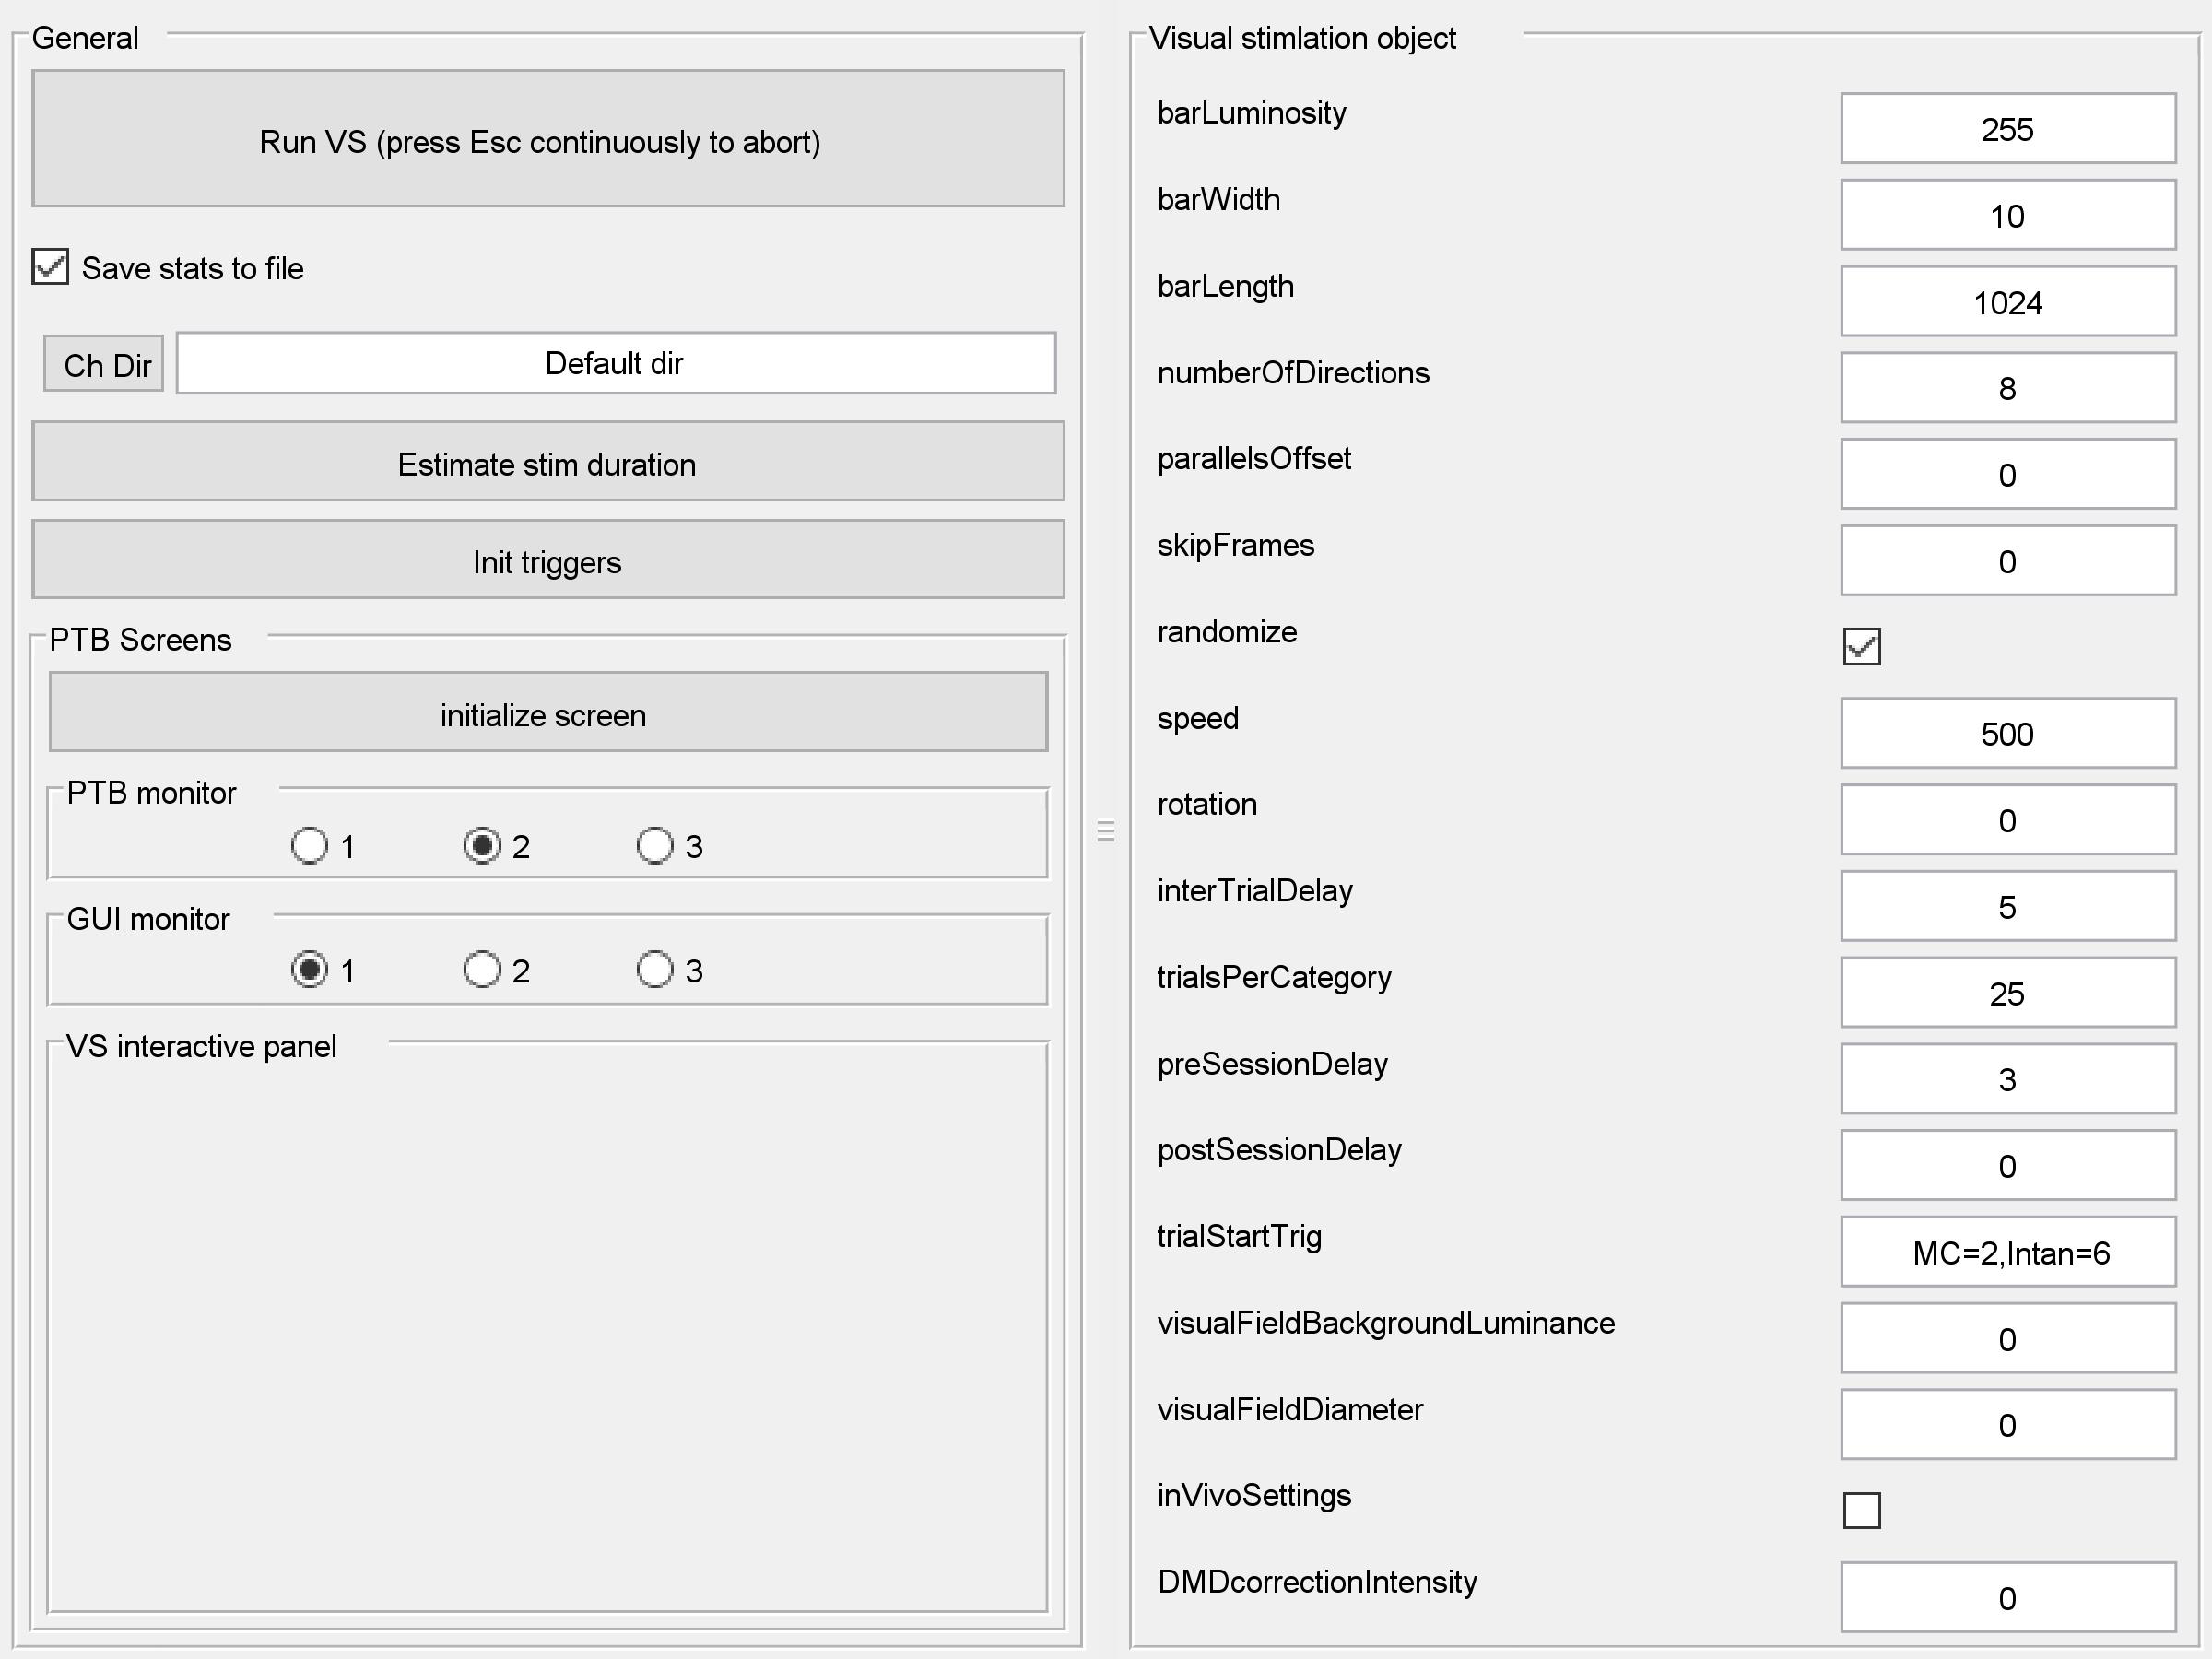 General
Run VS (press Esc continuously to abort)
Save stats to file
Ch Dir
Default dir
Estimate stim duration
Init triggers
PTB Screens
initialize screen
PTB monitor
1 2 3
GUI monitor
1 2 3
VS interactive panel
Visual stimlation object
barLuminosity 255
barWidth 10
barLength 1024
numberOfDirections 8
parallelsOffset 0
skipFrames 0
randomize
speed 500
rotation 0
interTrialDelay 5
trialsPerCategory 25
preSessionDelay 3
postSessionDelay 0
trialStartTrig MC=2,Intan=6
visualFieldBackgroundLuminance 0
visualFieldDiameter 0
inVivoSettings
DMDcorrectionIntensity 0